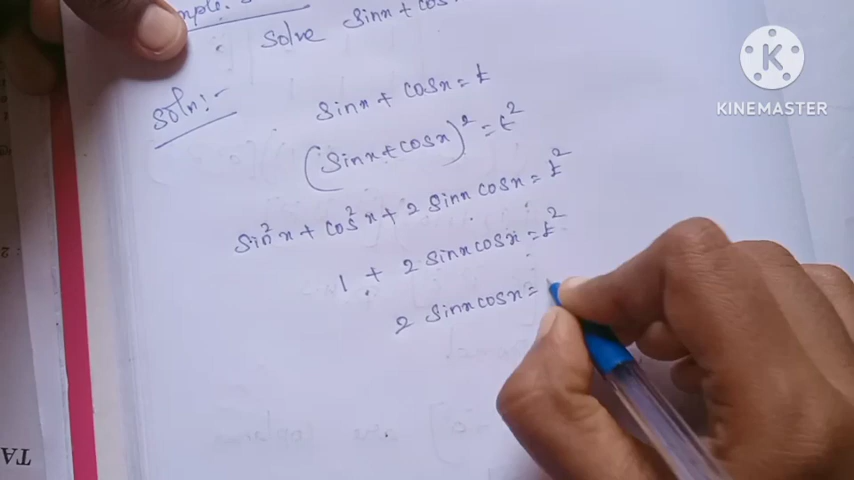 Solve Sinx + cos
Soln:-
Sinx + cosx = t
(Sinx + cosx)² = t²
Sin²x + cos²x + 2 sinx cosx = t²
1 + 2 sinx cosx = t²
2 sinx cosx =
K
KINEMASTER
TA